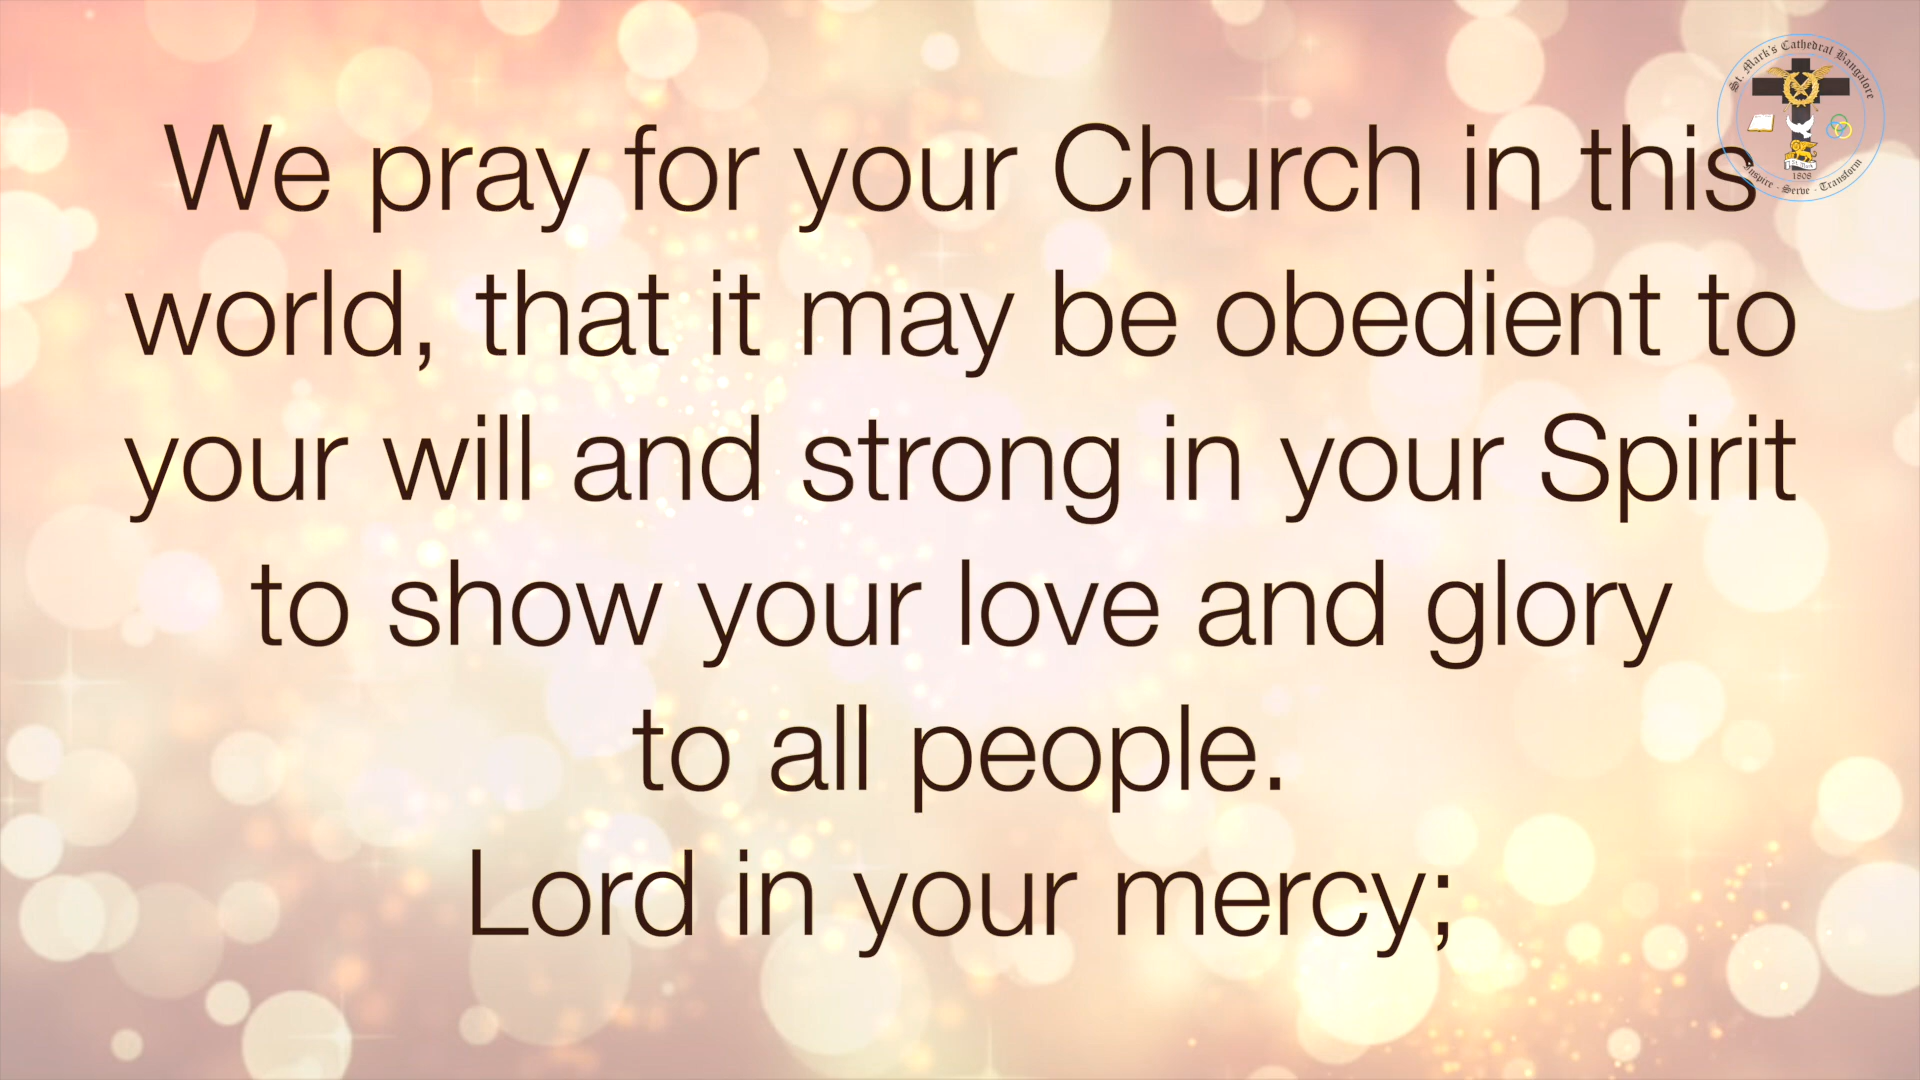 St. Mark's Cathedral Bangalore
We pray for your Church in this
world, that it may be obedient to
your will and strong in your Spirit
to show your love and glory
to all people.
Lord in your mercy;
1808
Inspire - Serve - Transform